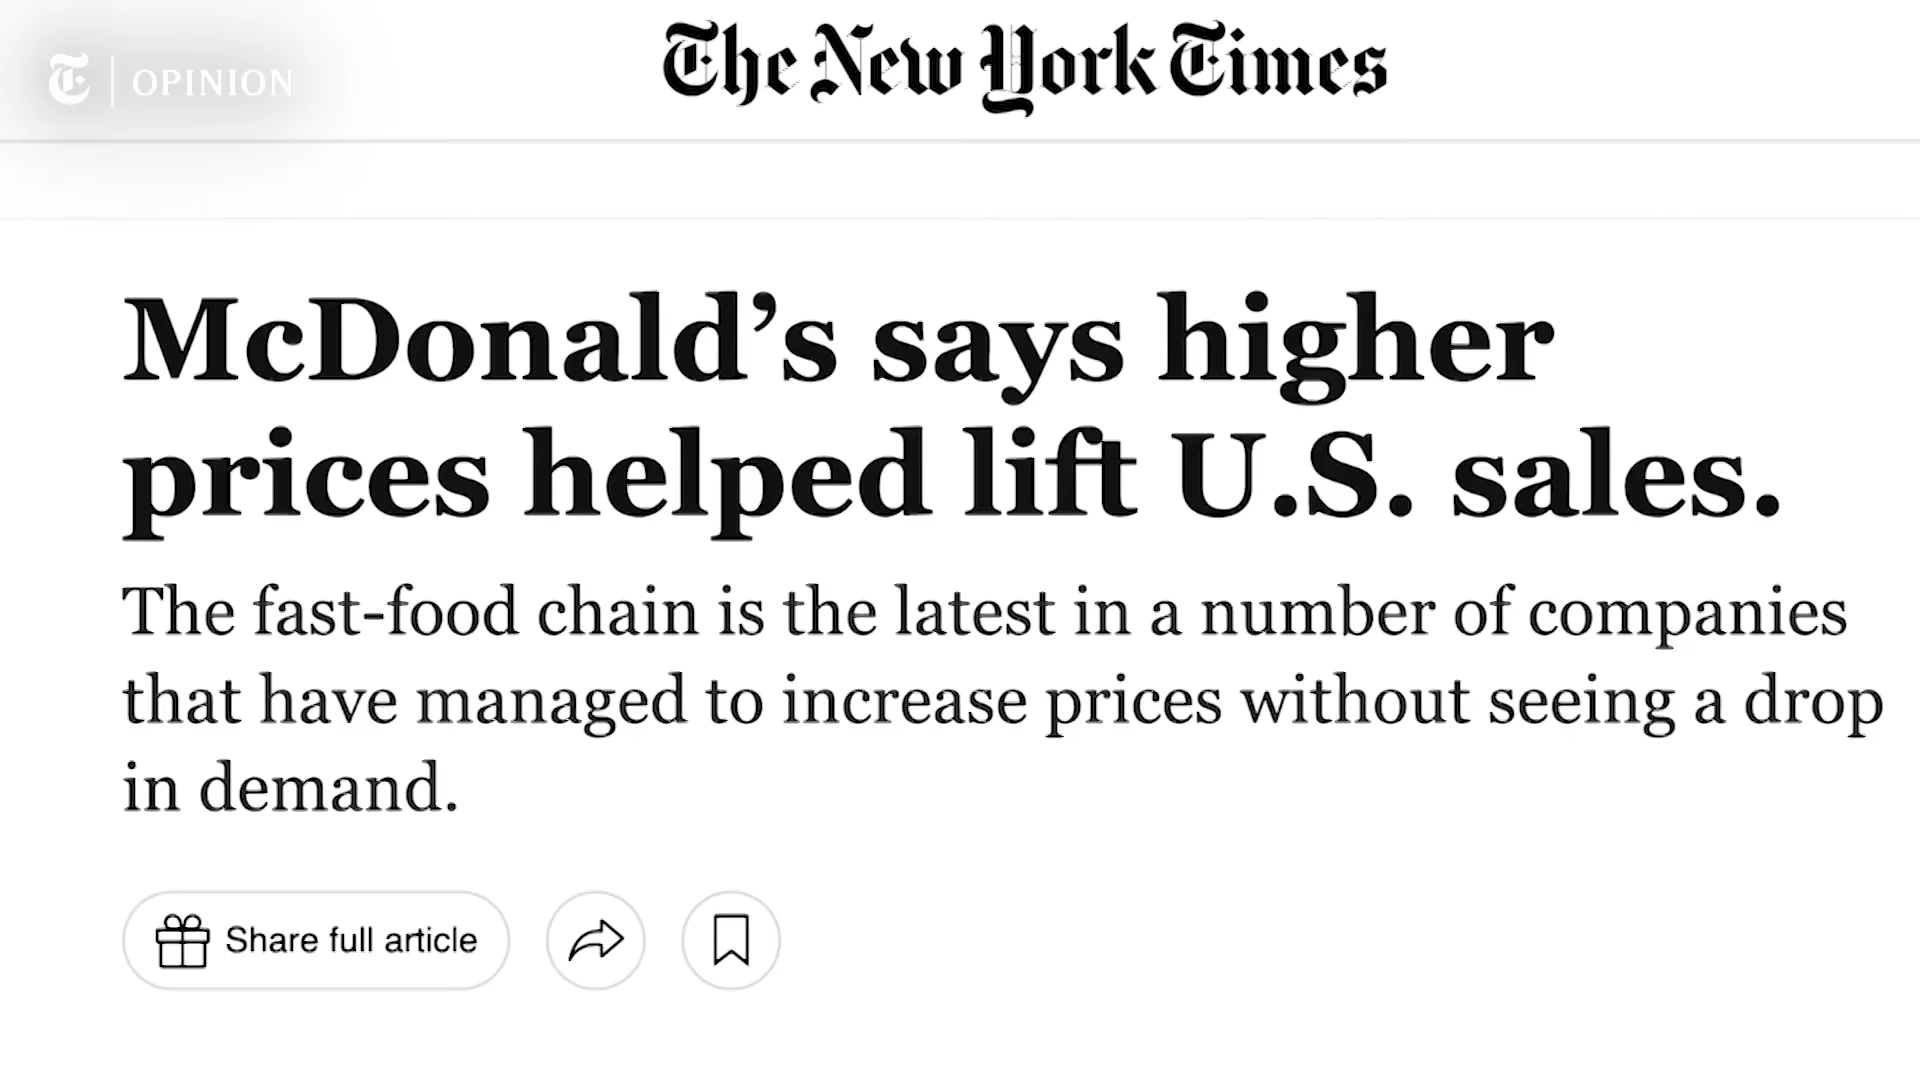 T | OPINION
The New York Times
McDonald’s says higher
prices helped lift U.S. sales.
The fast-food chain is the latest in a number of companies
that have managed to increase prices without seeing a drop
in demand.
Share full article